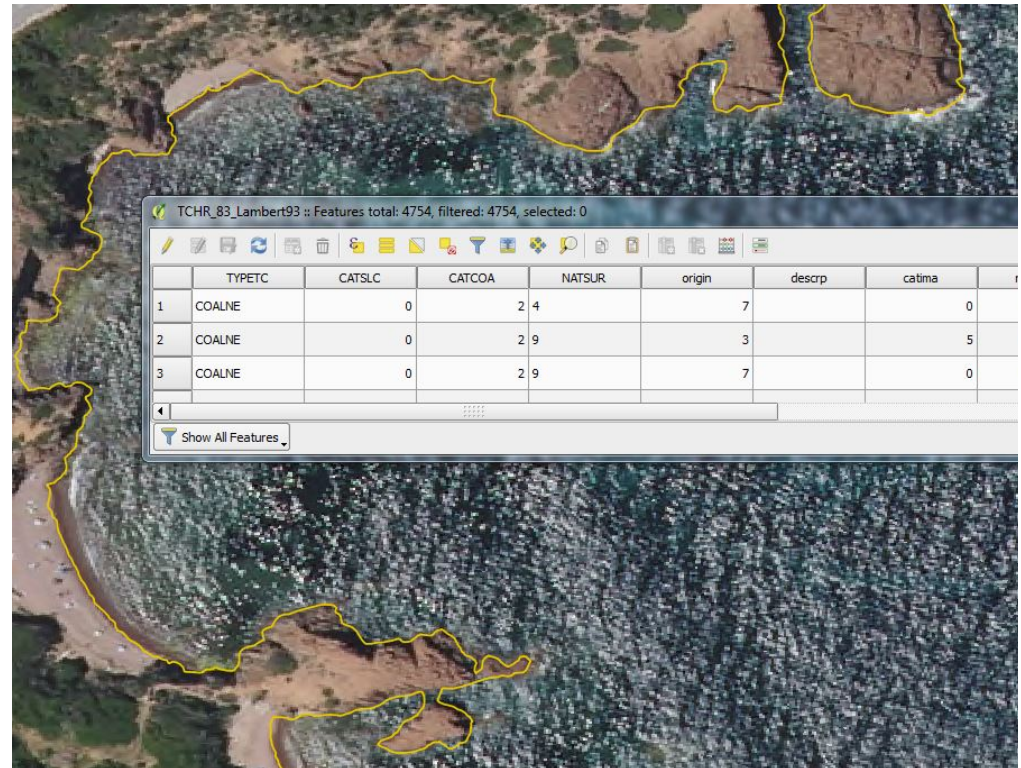 TCHR_83_Lambert93 :: Features total: 4754, filtered: 4754, selected: 0
TYPETC CATSLC CATCOA NATSUR origin descrp catima
1 COALNE 0 2 4 7 0
2 COALNE 0 2 9 3 5
3 COALNE 0 2 9 7 0
Show All Features